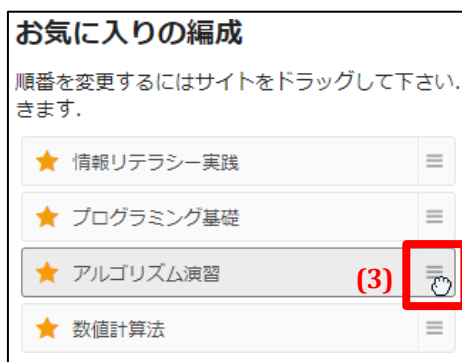 お気に入りの編成
順番を変更するにはサイトをドラッグして下さい.
きます.
情報リテラシー実践
プログラミング基礎
アルゴリズム演習 (3)
数値計算法